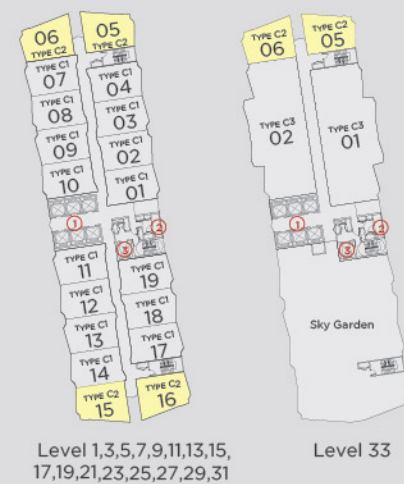 06
TYPE C2
05
TYPE C2
TYPE C1
07
TYPE C1
04
TYPE C1
08
TYPE C1
03
TYPE C1
09
TYPE C1
02
TYPE C1
10
TYPE C1
01
1
2
3
TYPE C1
11
TYPE C1
19
TYPE C1
12
TYPE C1
18
TYPE C1
13
TYPE C1
17
TYPE C1
14
TYPE C2
15
TYPE C2
16
Level 1,3,5,7,9,11,13,15,
17,19,21,23,25,27,29,31
TYPE C2
06
TYPE C2
05
TYPE C3
02
TYPE C3
01
1
2
3
Sky Garden
Level 33